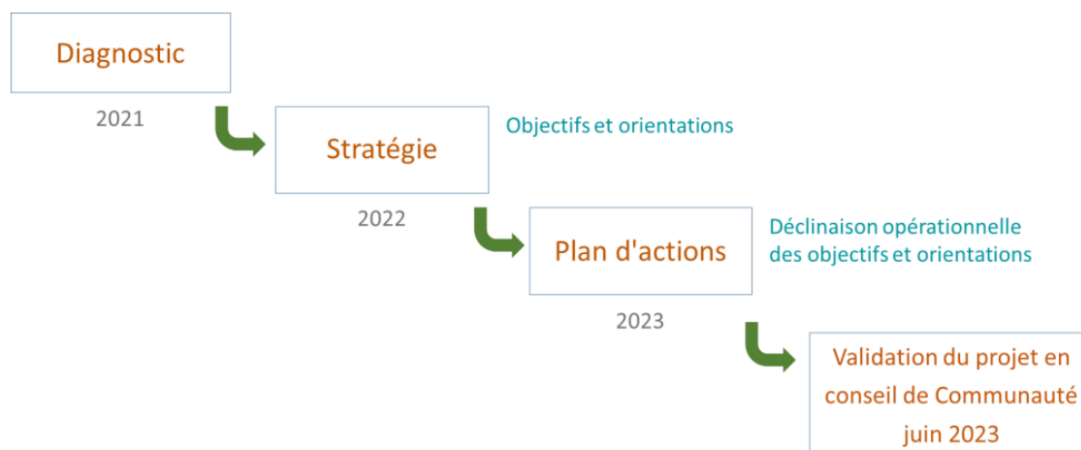 Diagnostic
2021
Stratégie
Objectifs et orientations
2022
Plan d'actions
Déclinaison opérationnelle
des objectifs et orientations
2023
Validation du projet en
conseil de Communauté
juin 2023